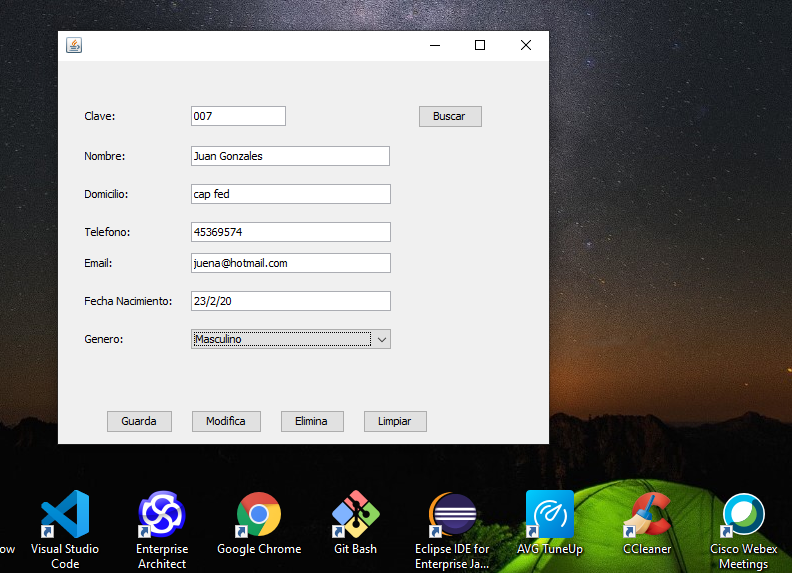 Clave:
007
Buscar
Nombre:
Juan Gonzales
Domicilio:
cap fed
Telefono:
45369574
Email:
juena@hotmail.com
Fecha Nacimiento:
23/2/20
Genero:
Masculino
Guarda
Modifica
Elimina
Limpiar
ow
Visual Studio
Code
Enterprise
Architect
Google Chrome
Git Bash
Eclipse IDE for
Enterprise Ja...
AVG TuneUp
CCleaner
Cisco Webex
Meetings